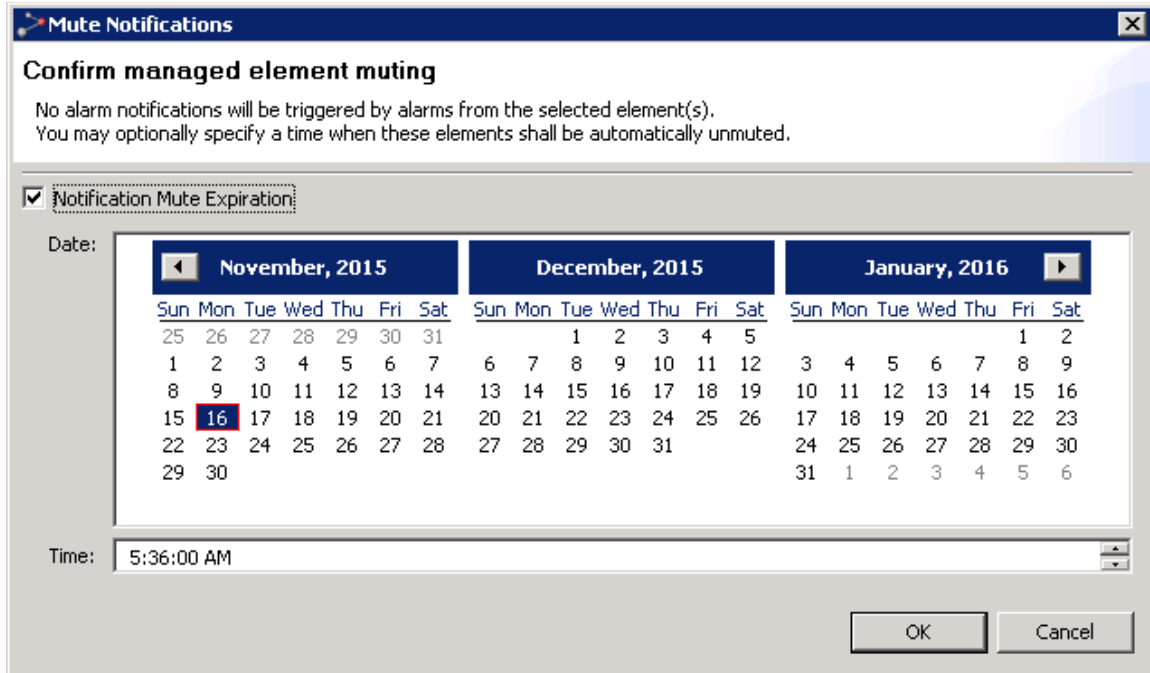 Mute Notifications
Confirm managed element muting
No alarm notifications will be triggered by alarms from the selected element(s).
You may optionally specify a time when these elements shall be automatically unmuted.
Notification Mute Expiration
Date:
November, 2015 December, 2015 January, 2016
Sun Mon Tue Wed Thu Fri Sat Sun Mon Tue Wed Thu Fri Sat Sun Mon Tue Wed Thu Fri Sat
25 26 27 28 29 30 31 1 2 3 4 5 1 2
1 2 3 4 5 6 7 6 7 8 9 10 11 12 3 4 5 6 7 8 9
8 9 10 11 12 13 14 13 14 15 16 17 18 19 10 11 12 13 14 15 16
15 16 17 18 19 20 21 20 21 22 23 24 25 26 17 18 19 20 21 22 23
22 23 24 25 26 27 28 27 28 29 30 31 24 25 26 27 28 29 30
29 30 31 1 2 3 4 5 6
Time: 5:36:00 AM
OK Cancel